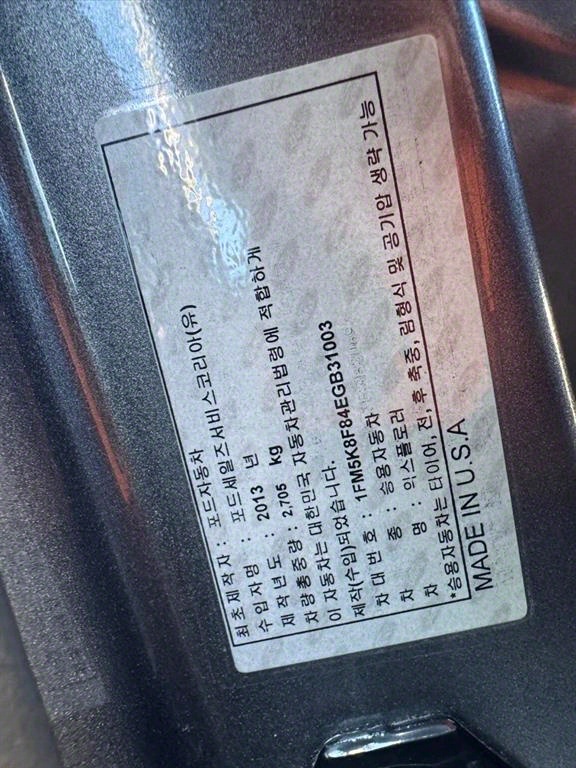 최초제작자 : 포드자동차
수입자명 : 포드세일즈서비스코리아(유)
제작년도 : 2013 년
차량총중량 : 2,705 kg
이 자동차는 대한민국 자동차관리법령에 적합하게
제작(수입)되었습니다.
차대번호 : 1FM5K8F84EGB31003
차 종 : 승용자동차
차 명 : 익스플로러
*승용자동차는 타이어, 전, 후 축중, 림형식 및 공기압 생략 가능
MADE IN U.S.A